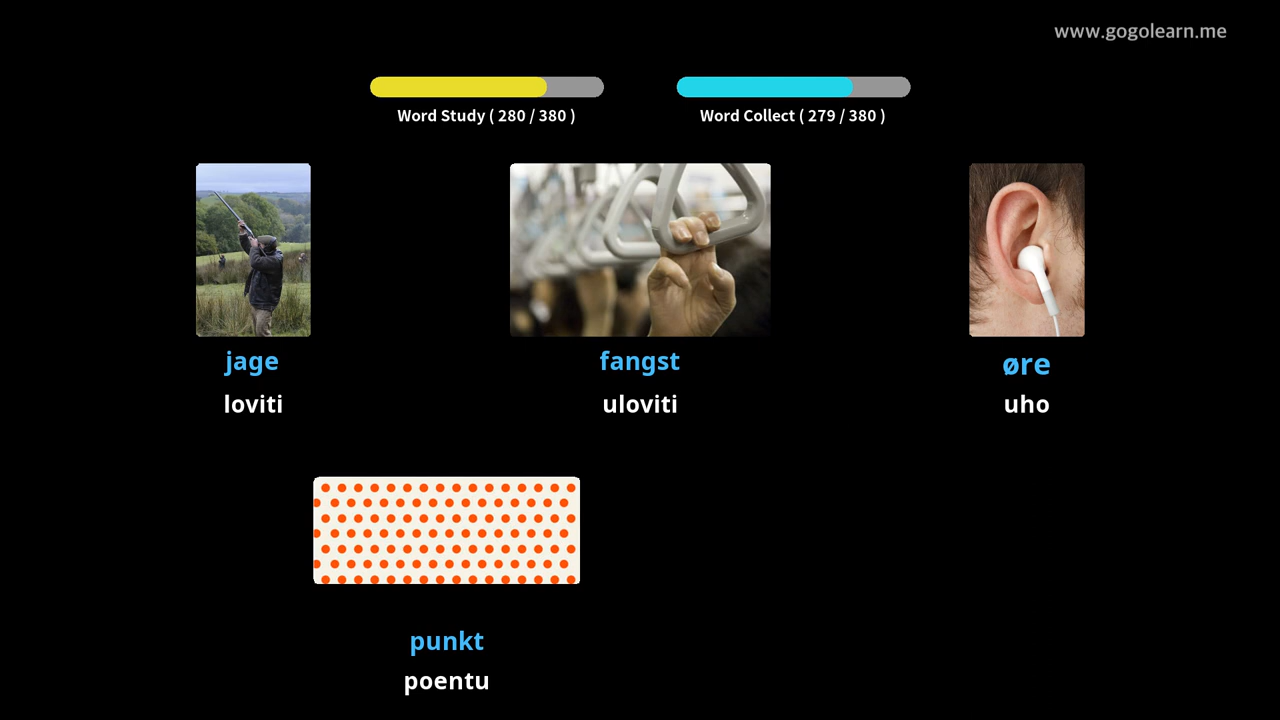 www.gogolearn.me
Word Study ( 280 / 380 )
Word Collect ( 279 / 380 )
jage
fangst
øre
loviti
uloviti
uho
punkt
poentu